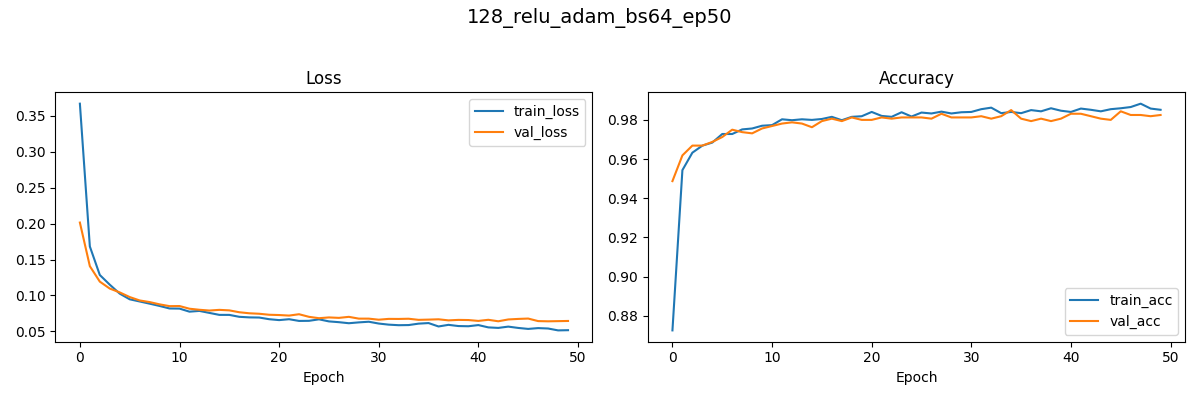 128_relu_adam_bs64_ep50
Loss
0.35
0.30
0.25
0.20
0.15
0.10
0.05
0 10 20 30 40 50
Epoch
train_loss
val_loss
Accuracy
0.98
0.96
0.94
0.92
0.90
0.88
0 10 20 30 40 50
Epoch
train_acc
val_acc